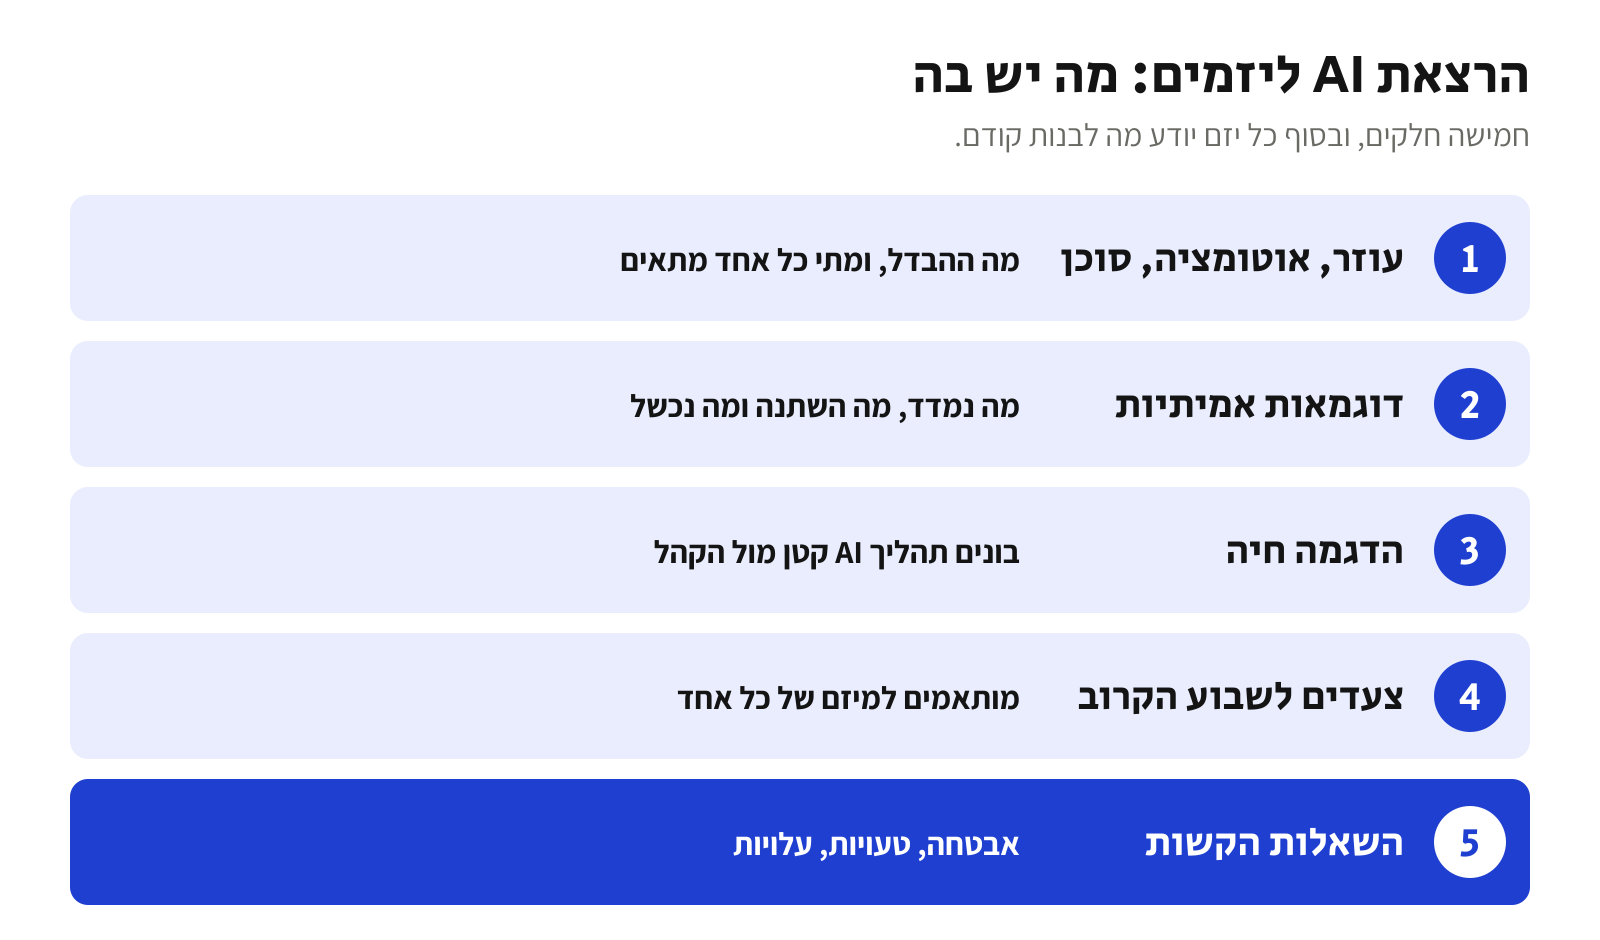 הרצאת AI ליזמים: מה יש בה
חמישה חלקים, ובסוף כל יזם יודע מה לבנות קודם.
1 עוזר, אוטומציה, סוכן מה ההבדל, ומתי כל אחד מתאים
2 דוגמאות אמיתיות מה נמדד, מה השתנה ומה נכשל
3 הדגמה חיה בונים תהליך AI קטן מול הקהל
4 צעדים לשבוע הקרוב מותאמים למיזם של כל אחד
5 השאלות הקשות אבטחה, טעויות, עלויות